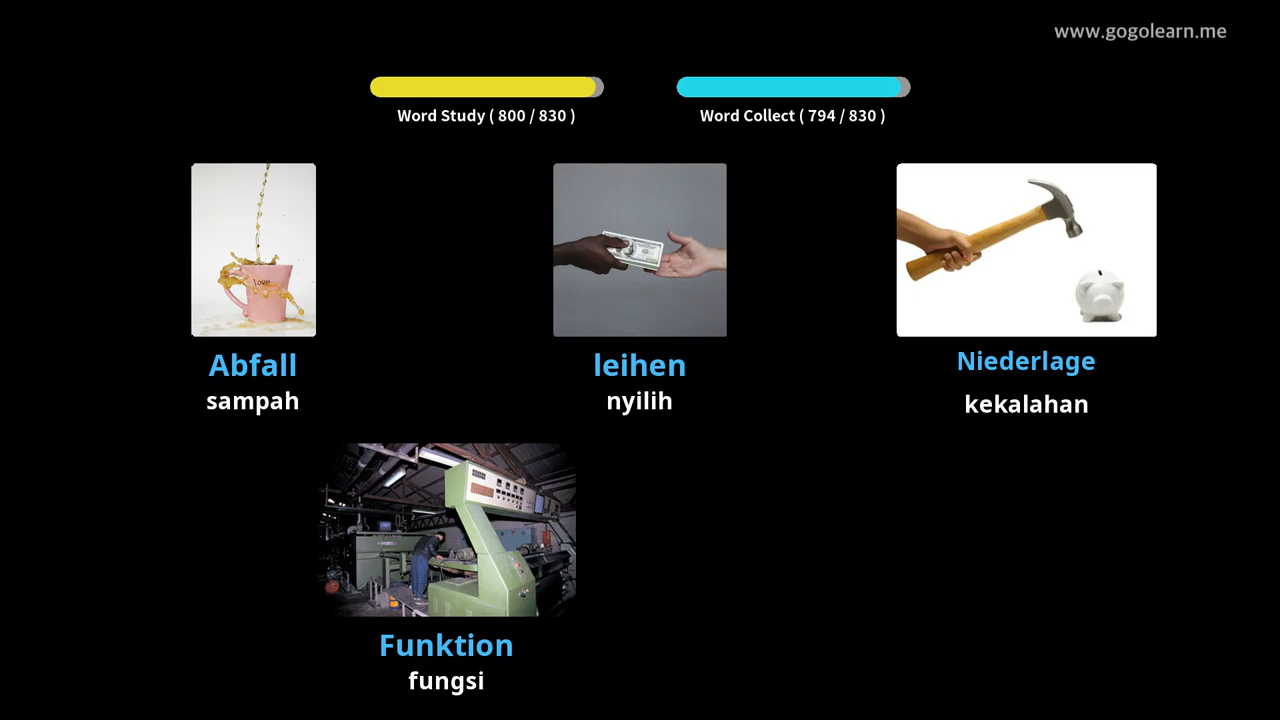 www.gogolearn.me
Word Study ( 800 / 830 )
Word Collect ( 794 / 830 )
love
Abfall
sampah
leihen
nyilih
Niederlage
kekalahan
Funktion
fungsi